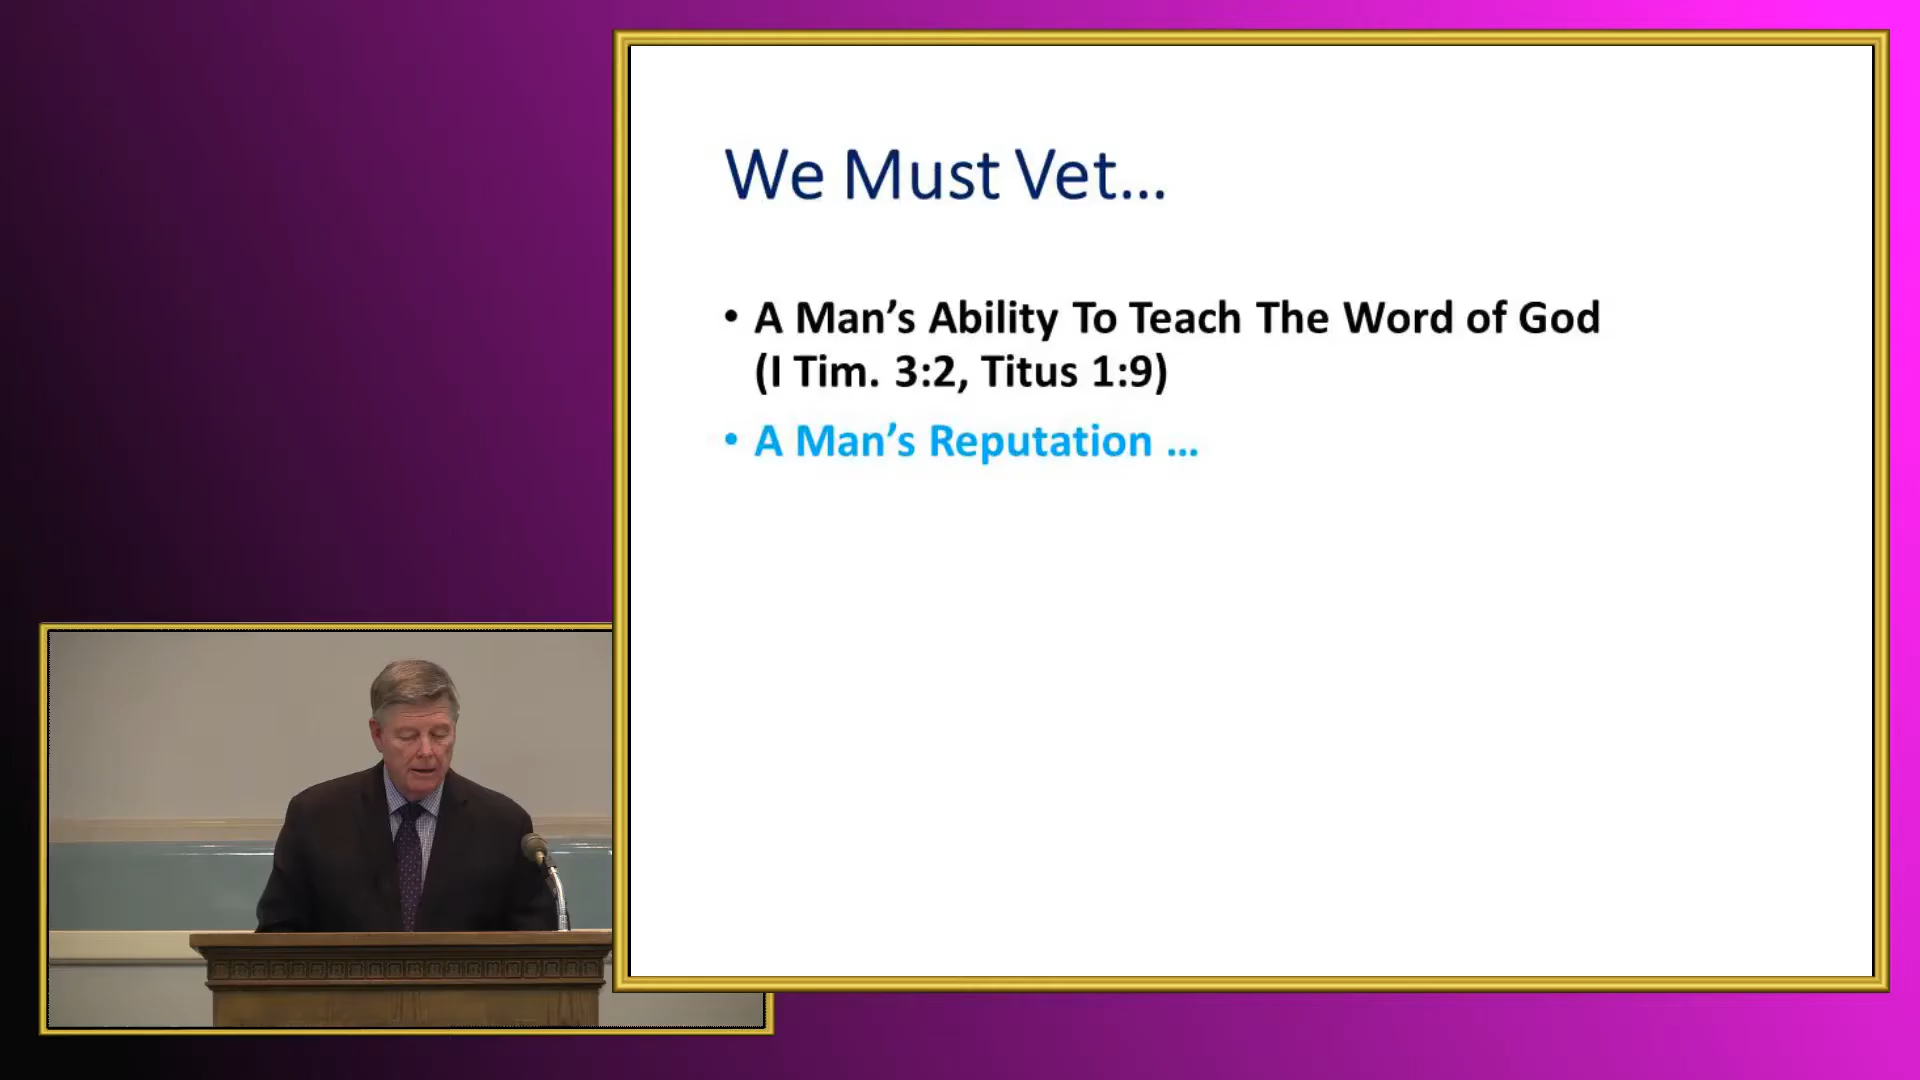 We Must Vet...
• A Man’s Ability To Teach The Word of God
(I Tim. 3:2, Titus 1:9)
• A Man’s Reputation ...